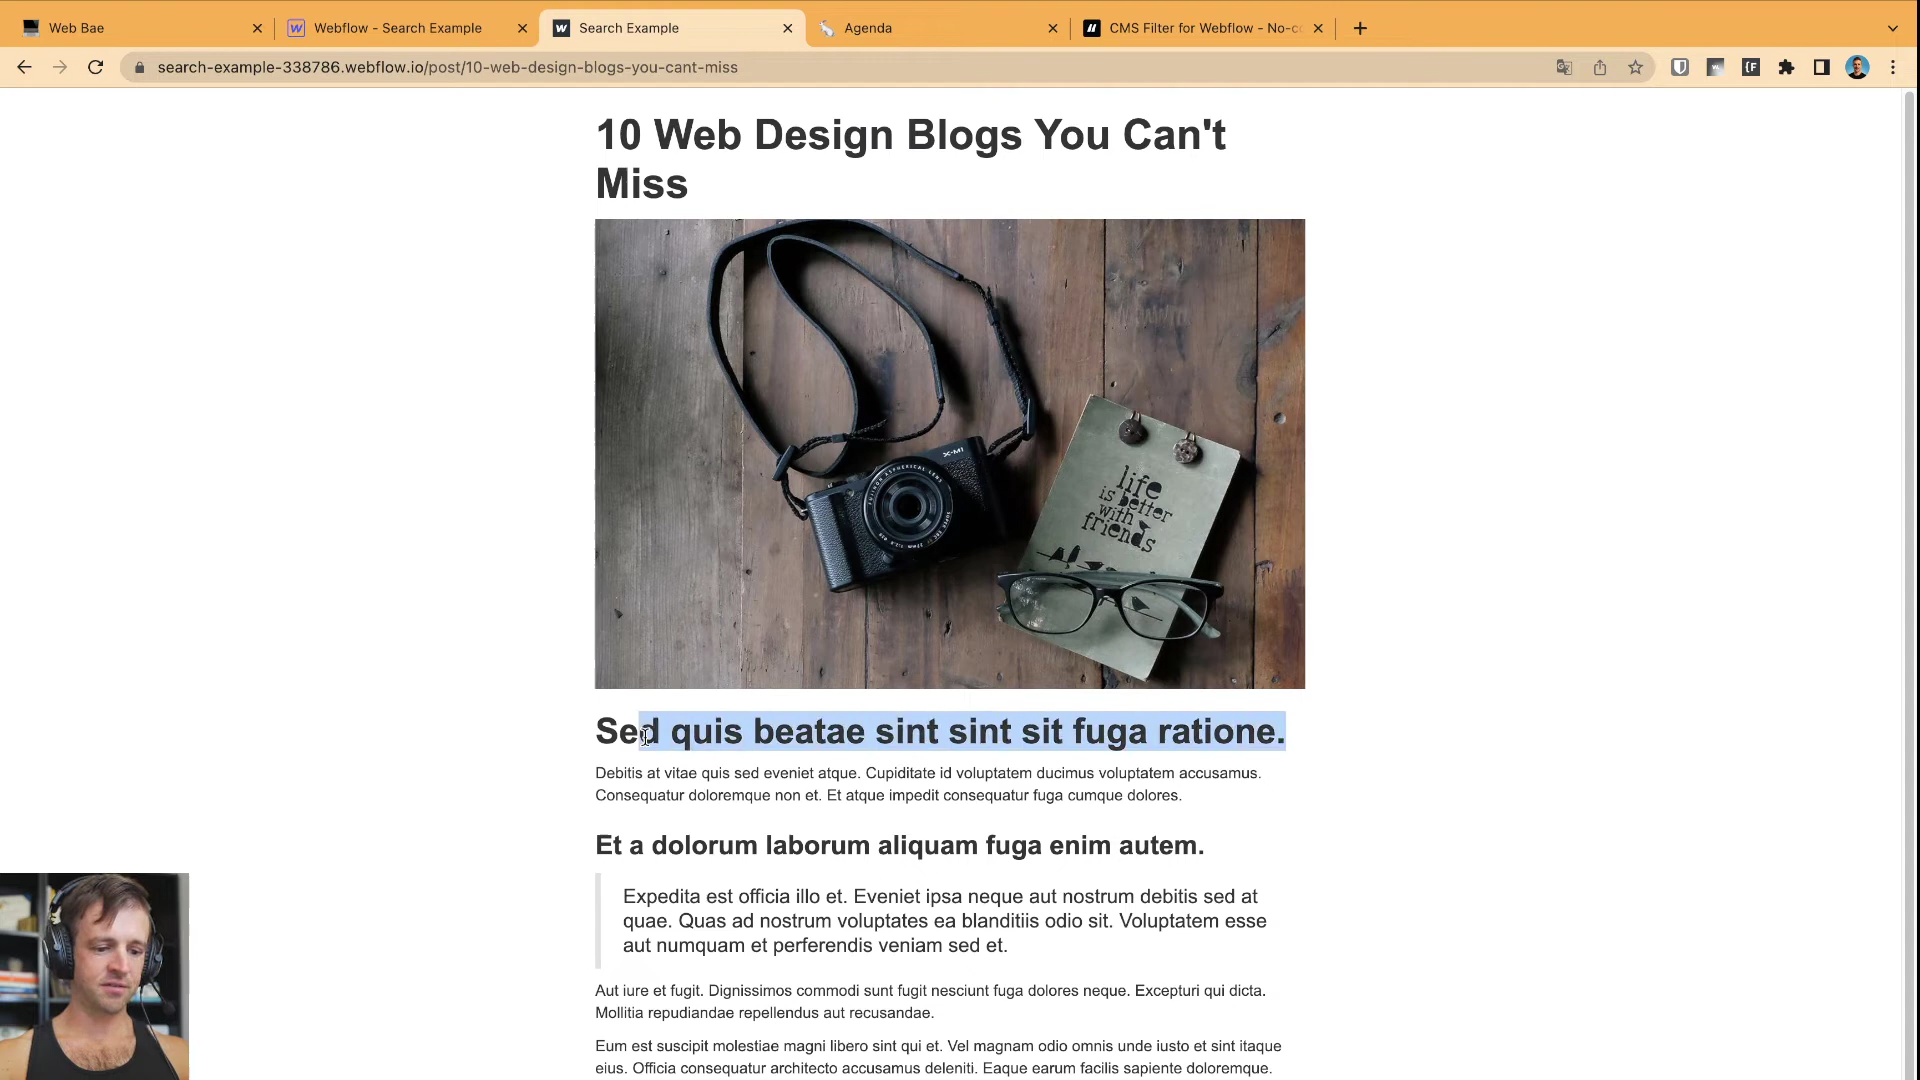 Web Bae
Webflow - Search Example
Search Example
Agenda
CMS Filter for Webflow - No-c
search-example-338786.webflow.io/post/10-web-design-blogs-you-cant-miss
10 Web Design Blogs You Can't
Miss
X-M1
life
is better
with
friends
Sed quis beatae sint sint sit fuga ratione.
Debitis at vitae quis sed eveniet atque. Cupiditate id voluptatem ducimus voluptatem accusamus.
Consequatur doloremque non et. Et atque impedit consequatur fuga cumque dolores.
Et a dolorum laborum aliquam fuga enim autem.
Expedita est officia illo et. Eveniet ipsa neque aut nostrum debitis sed at
quae. Quas ad nostrum voluptates ea blanditiis odio sit. Voluptatem esse
aut numquam et perferendis veniam sed et.
Aut iure et fugit. Dignissimos commodi sunt fugit nesciunt fuga dolores neque. Excepturi qui dicta.
Mollitia repudiandae repellendus aut recusandae.
Eum est suscipit molestiae magni libero sint qui et. Vel magnam odio omnis unde iusto et sint itaque
eius. Officia consequatur architecto accusamus deleniti. Eaque earum facilis sapiente doloremque.